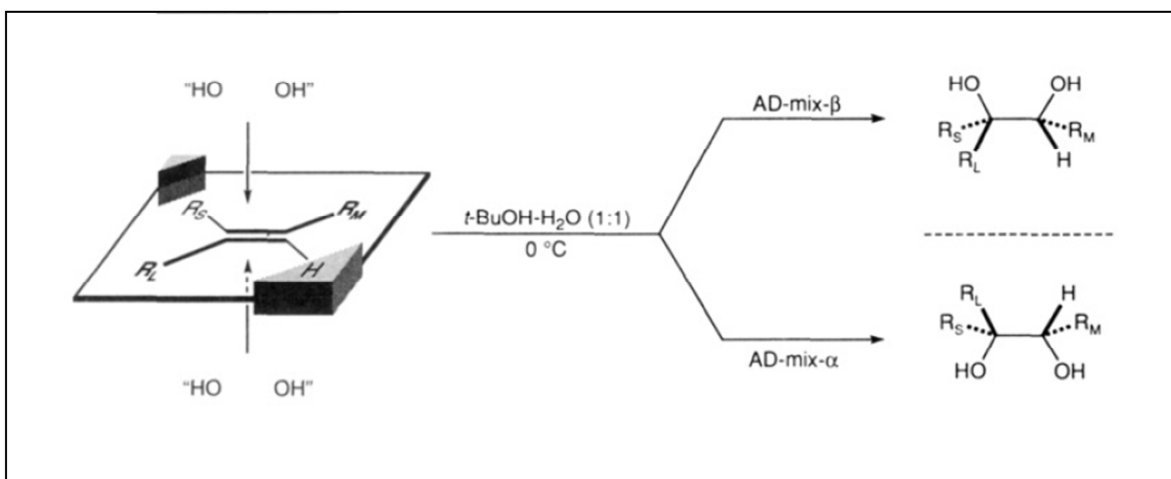 "HO OH"
R_S
R_M
R_L
H
"HO OH"
t-BuOH-H₂O (1:1)
0 °C
AD-mix-β
HO OH
R_S
R_M
R_L
H
AD-mix-α
R_L
H
R_S
R_M
HO
OH